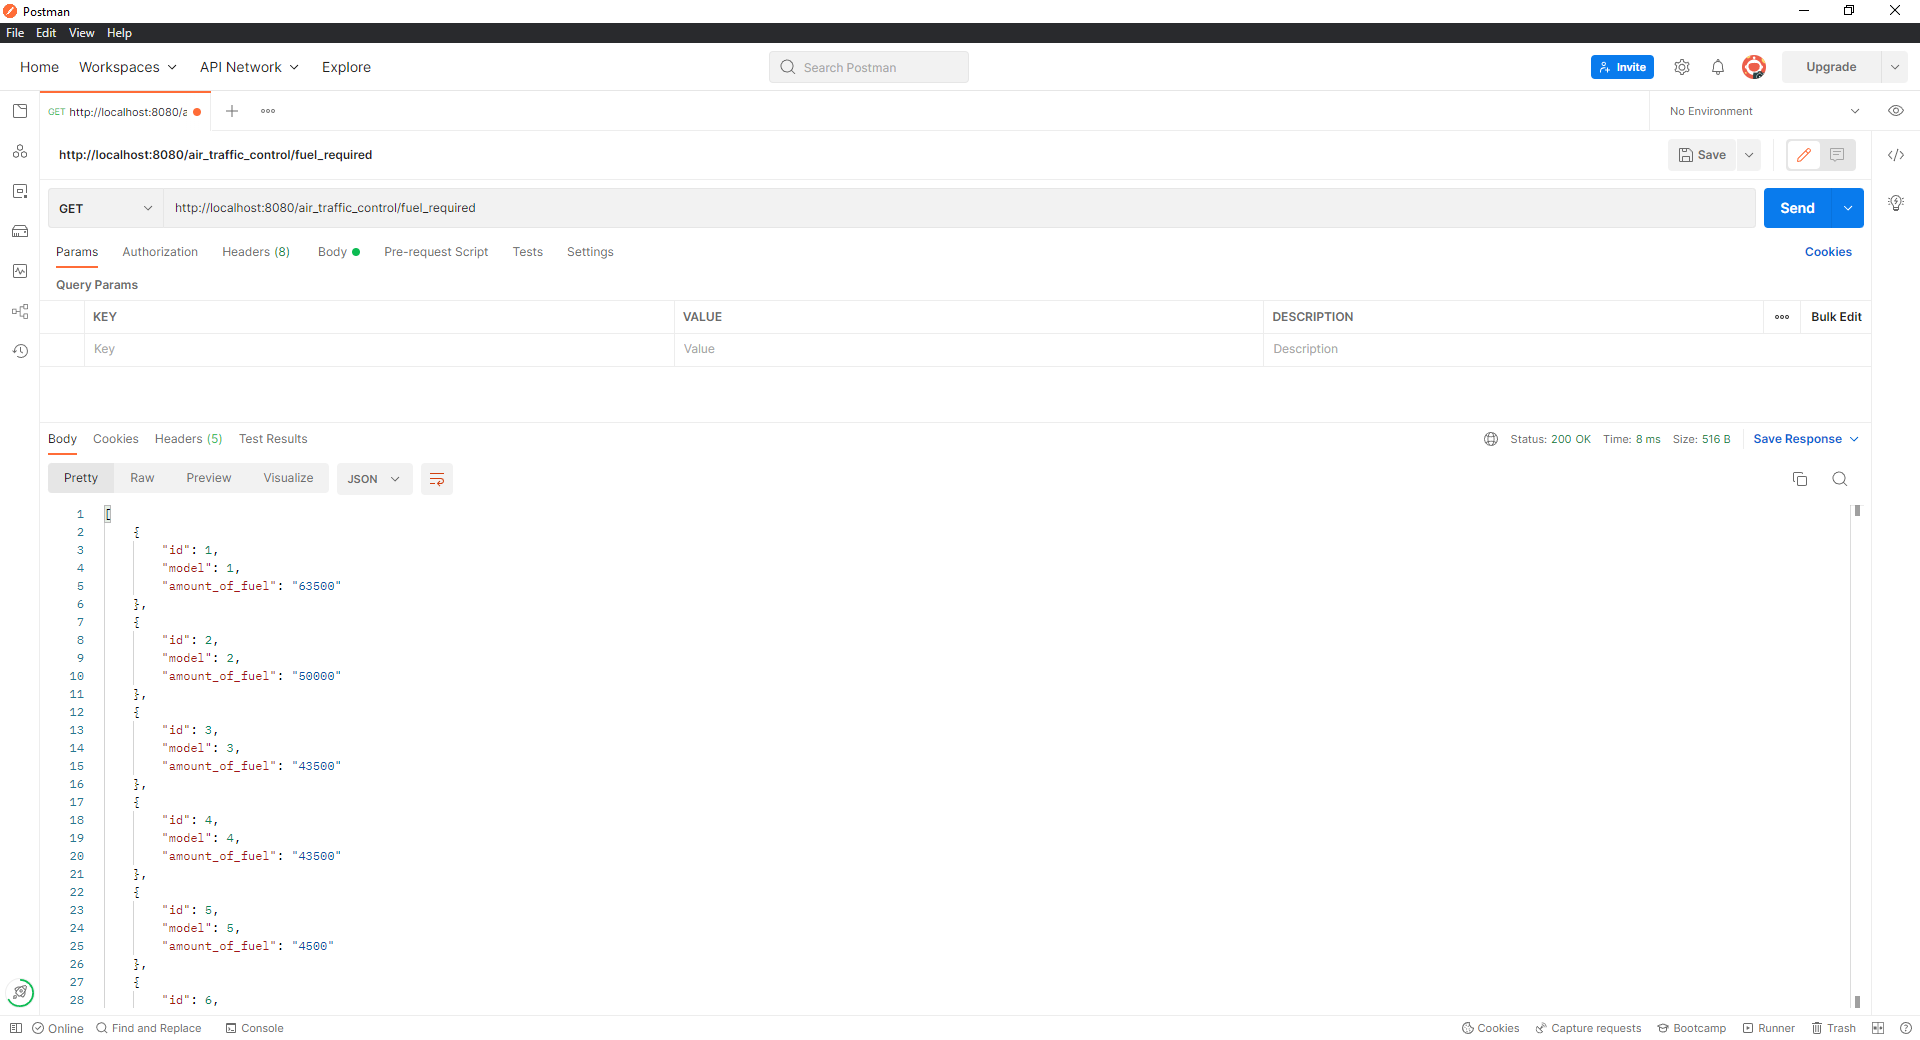 Postman
File Edit View Help
Home Workspaces API Network Explore Search Postman Invite Upgrade
GET http://localhost:8080/a No Environment
http://localhost:8080/air_traffic_control/fuel_required Save
GET http://localhost:8080/air_traffic_control/fuel_required Send
Params Authorization Headers (8) Body Pre-request Script Tests Settings Cookies
Query Params
KEY VALUE DESCRIPTION Bulk Edit
Key Value Description
Body Cookies Headers (5) Test Results Status: 200 OK Time: 8 ms Size: 516 B Save Response
Pretty Raw Preview Visualize JSON
1 [
2 {
3 "id": 1,
4 "model": 1,
5 "amount_of_fuel": "63500"
6 },
7 {
8 "id": 2,
9 "model": 2,
10 "amount_of_fuel": "50000"
11 },
12 {
13 "id": 3,
14 "model": 3,
15 "amount_of_fuel": "43500"
16 },
17 {
18 "id": 4,
19 "model": 4,
20 "amount_of_fuel": "43500"
21 },
22 {
23 "id": 5,
24 "model": 5,
25 "amount_of_fuel": "4500"
26 },
27 {
28 "id": 6,
Online Find and Replace Console Cookies Capture requests Bootcamp Runner Trash